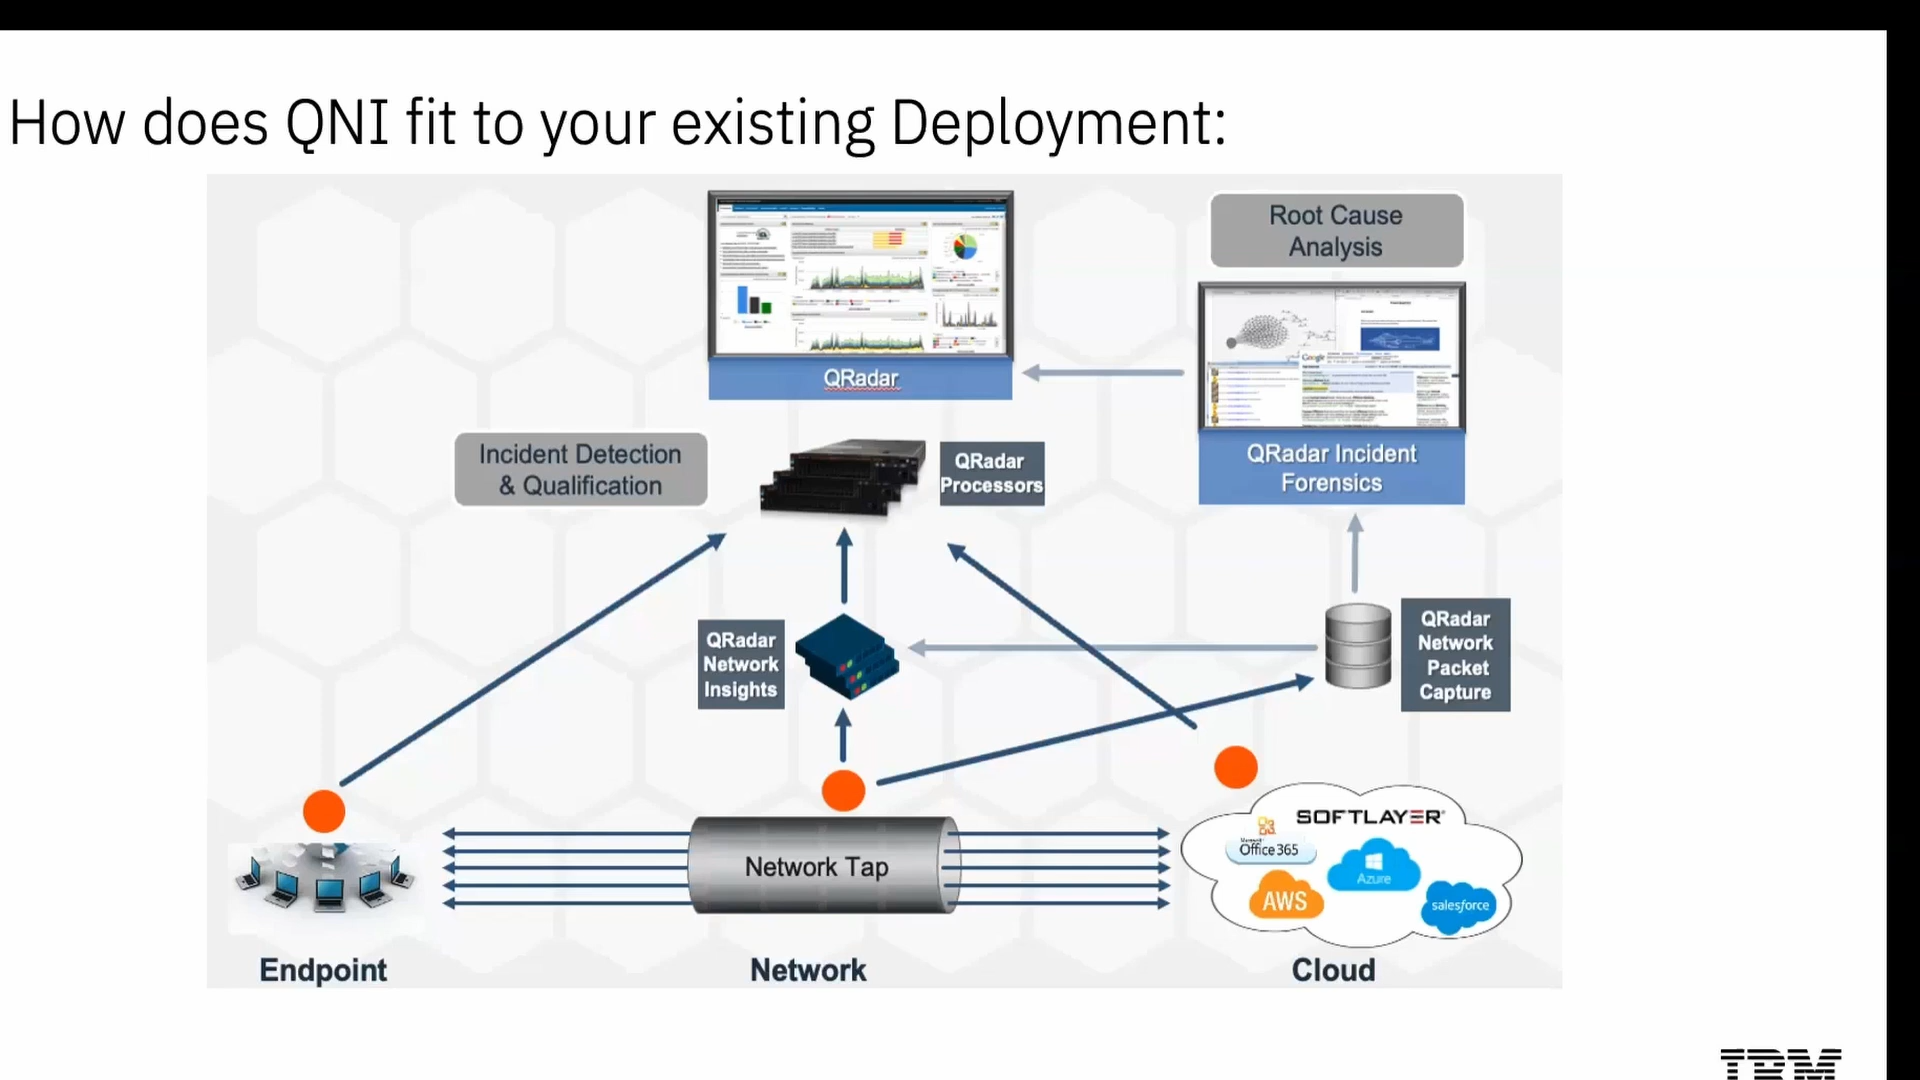 How does QNI fit to your existing Deployment:
Root Cause
Analysis
Google
QRadar
QRadar Incident
Forensics
Incident Detection
& Qualification
QRadar
Processors
QRadar
Network
Insights
QRadar
Network
Packet
Capture
Network Tap
SOFTLAYER
Microsoft
Office 365
Azure
AWS
salesforce
Endpoint
Network
Cloud
IBM